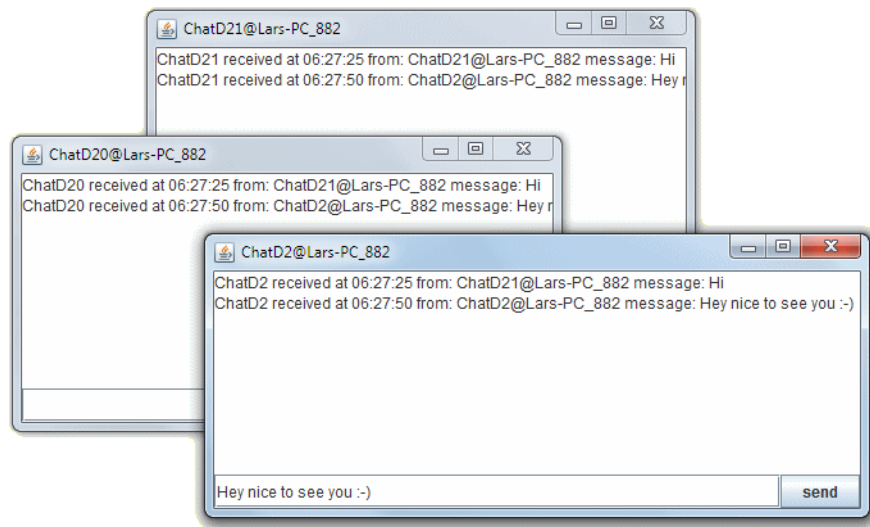 ChatD21@Lars-PC_882
ChatD21 received at 06:27:25 from: ChatD21@Lars-PC_882 message: Hi
ChatD21 received at 06:27:50 from: ChatD2@Lars-PC_882 message: Hey
ChatD20@Lars-PC_882
ChatD20 received at 06:27:25 from: ChatD21@Lars-PC_882 message: Hi
ChatD20 received at 06:27:50 from: ChatD2@Lars-PC_882 message: Hey
ChatD2@Lars-PC_882
ChatD2 received at 06:27:25 from: ChatD21@Lars-PC_882 message: Hi
ChatD2 received at 06:27:50 from: ChatD2@Lars-PC_882 message: Hey nice to see you :-)
Hey nice to see you :-)
send